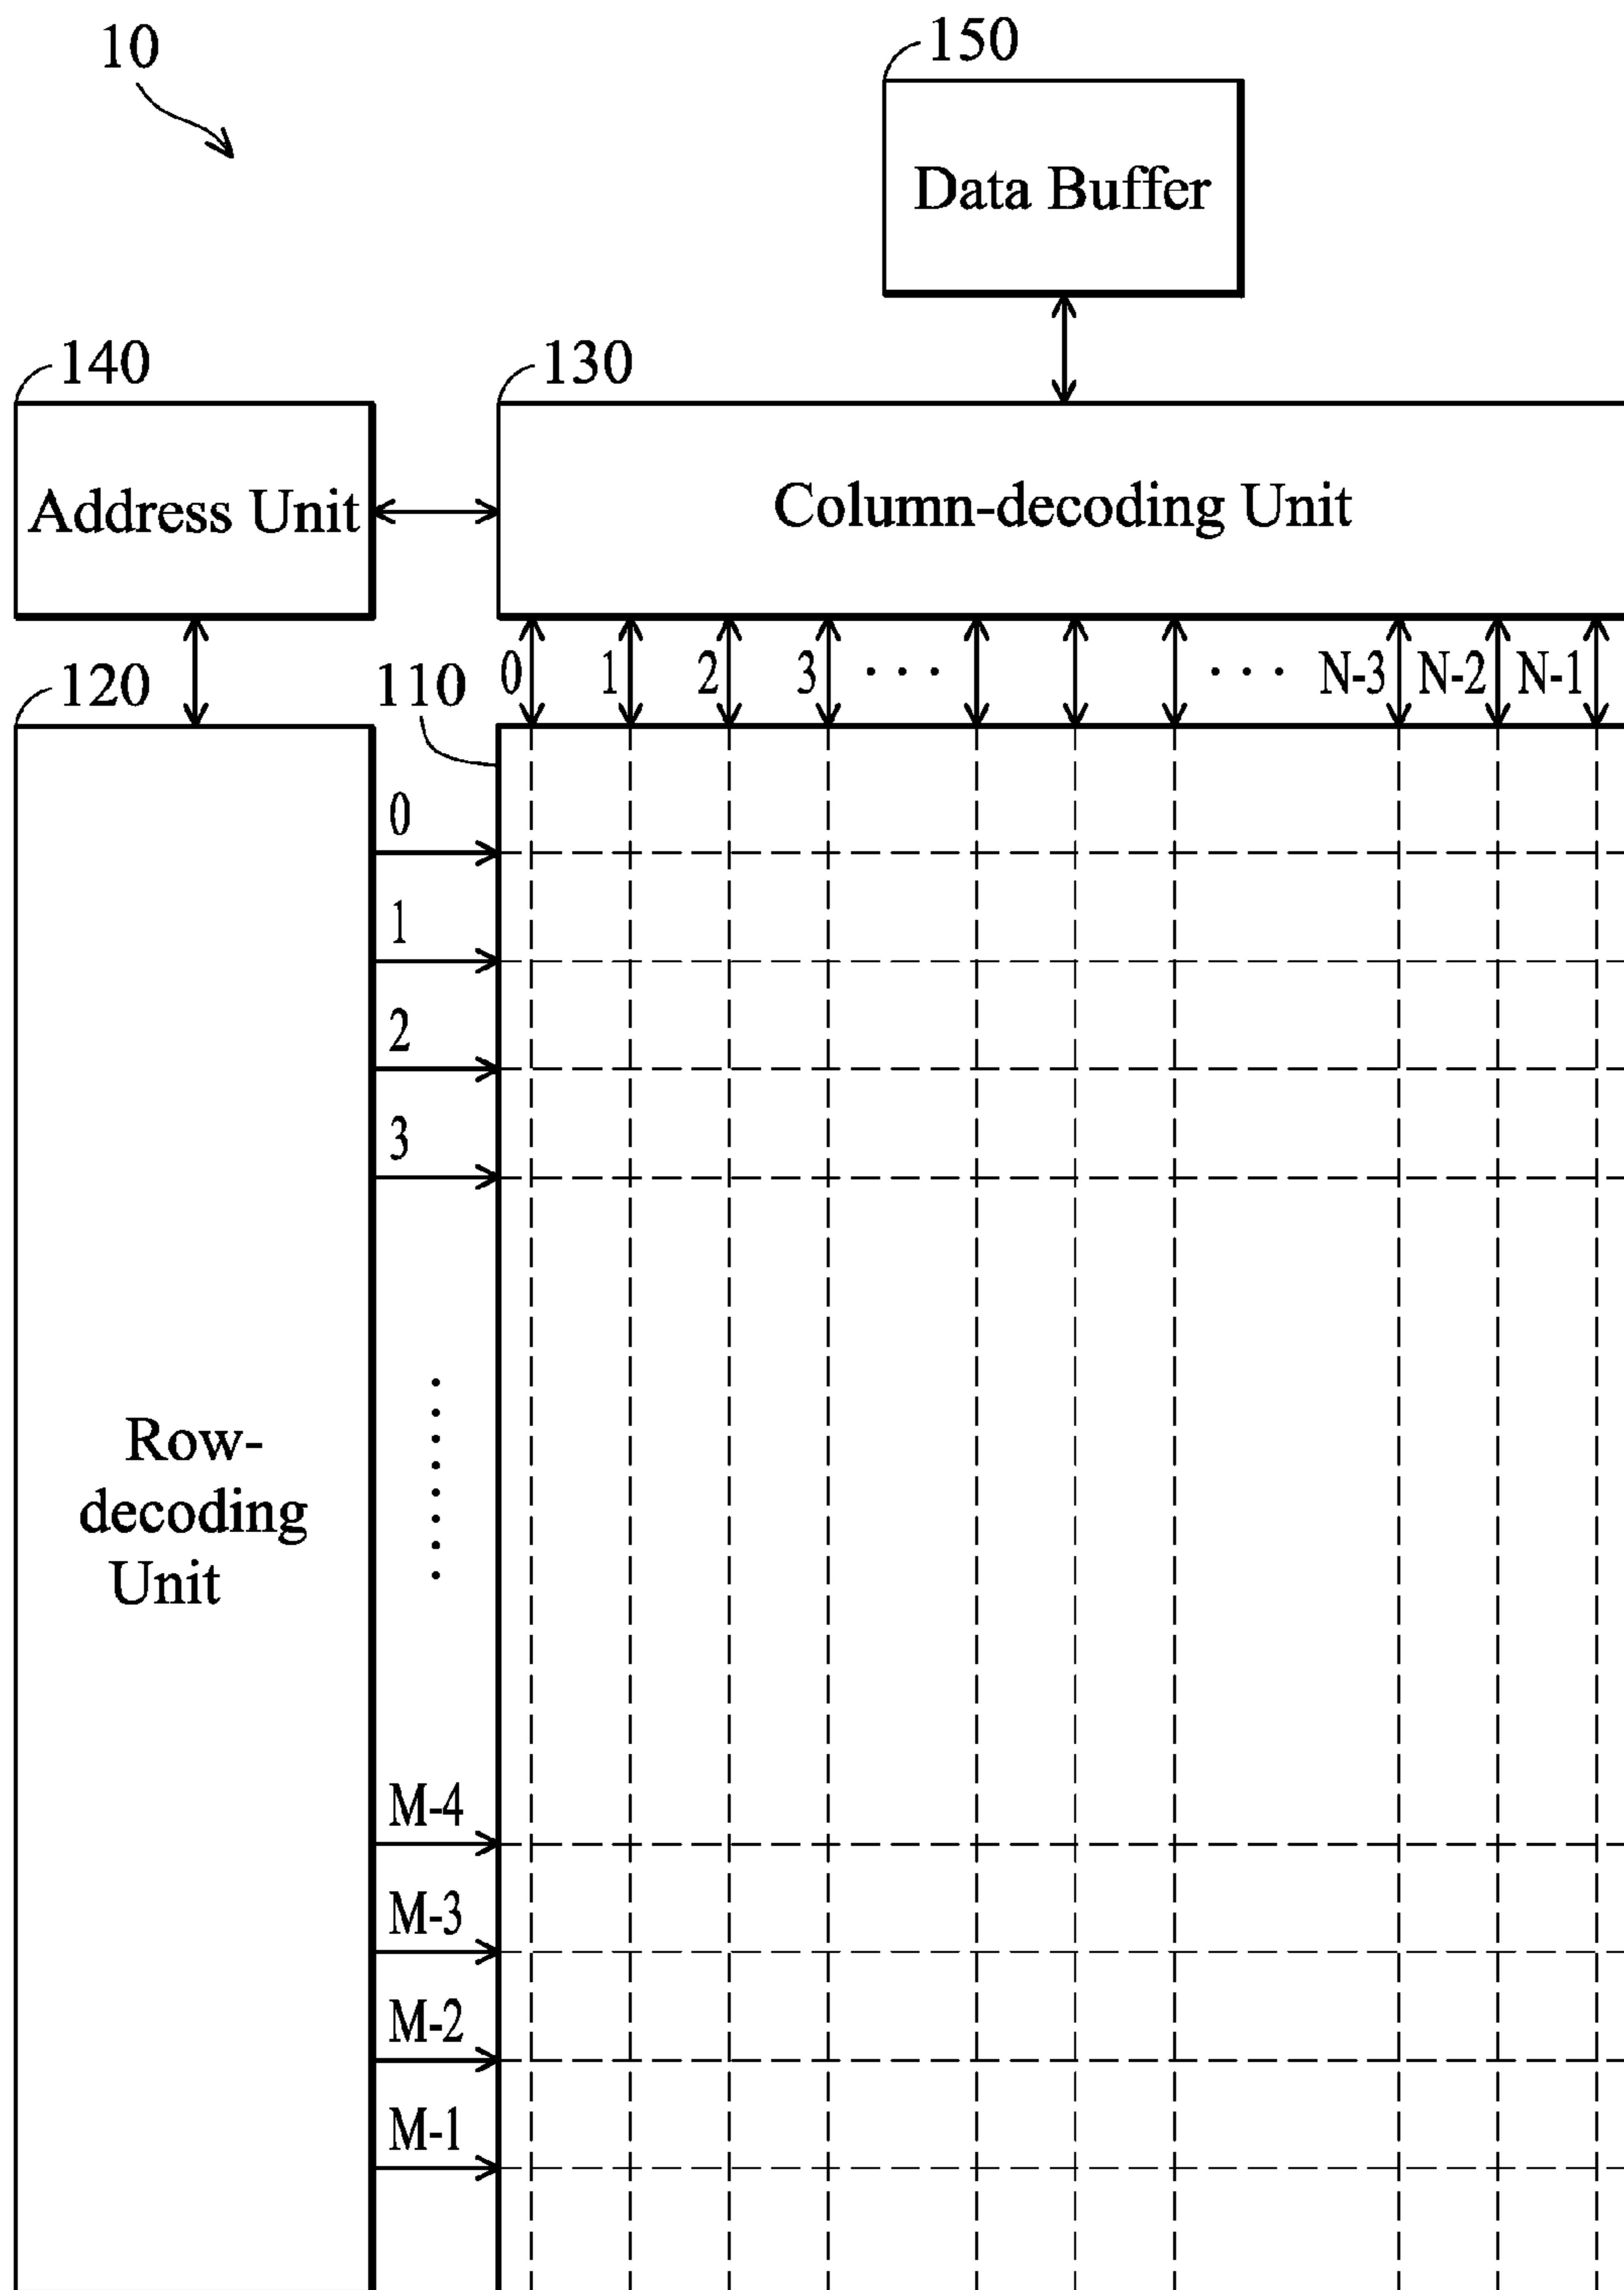 10
150
Data Buffer
140
130
Address Unit
Column-decoding Unit
120
110
0 1 2 3 · · · · · · N-3 N-2 N-1
0
1
2
3
Row-
decoding
Unit
M-4
M-3
M-2
M-1